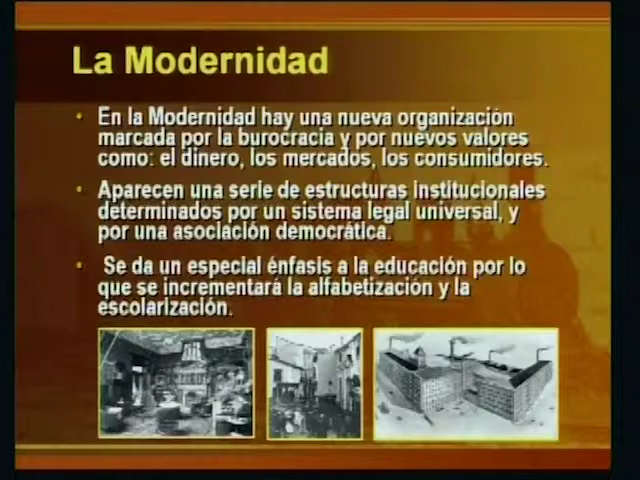 La Modernidad
• En la Modernidad hay una nueva organización
marcada por la burocracia y por nuevos valores
como: el dinero, los mercados, los consumidores.
• Aparecen una serie de estructuras institucionales
determinados por un sistema legal universal, y
por una asociación democrática.
• Se da un especial énfasis a la educación por lo
que se incrementará la alfabetización y la
escolarización.